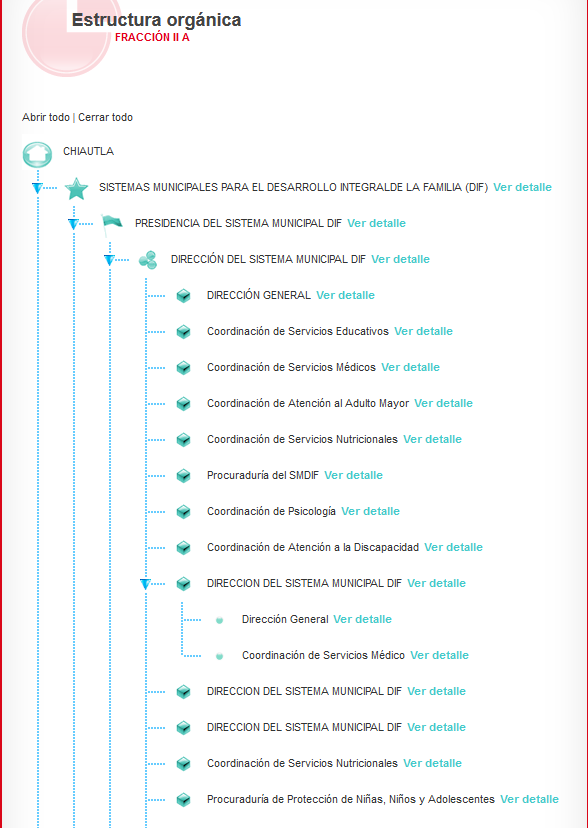 Estructura orgánica
FRACCIÓN II A
Abrir todo | Cerrar todo
CHIAUTLA
SISTEMAS MUNICIPALES PARA EL DESARROLLO INTEGRALDE LA FAMILIA (DIF) Ver detalle
PRESIDENCIA DEL SISTEMA MUNICIPAL DIF Ver detalle
DIRECCIÓN DEL SISTEMA MUNICIPAL DIF Ver detalle
DIRECCIÓN GENERAL Ver detalle
Coordinación de Servicios Educativos Ver detalle
Coordinación de Servicios Médicos Ver detalle
Coordinación de Atención al Adulto Mayor Ver detalle
Coordinación de Servicios Nutricionales Ver detalle
Procuraduría del SMDIF Ver detalle
Coordinación de Psicología Ver detalle
Coordinación de Atención a la Discapacidad Ver detalle
DIRECCION DEL SISTEMA MUNICIPAL DIF Ver detalle
Dirección General Ver detalle
Coordinación de Servicios Médico Ver detalle
DIRECCION DEL SISTEMA MUNICIPAL DIF Ver detalle
DIRECCION DEL SISTEMA MUNICIPAL DIF Ver detalle
Coordinación de Servicios Nutricionales Ver detalle
Procuraduría de Protección de Niñas, Niños y Adolescentes Ver detalle